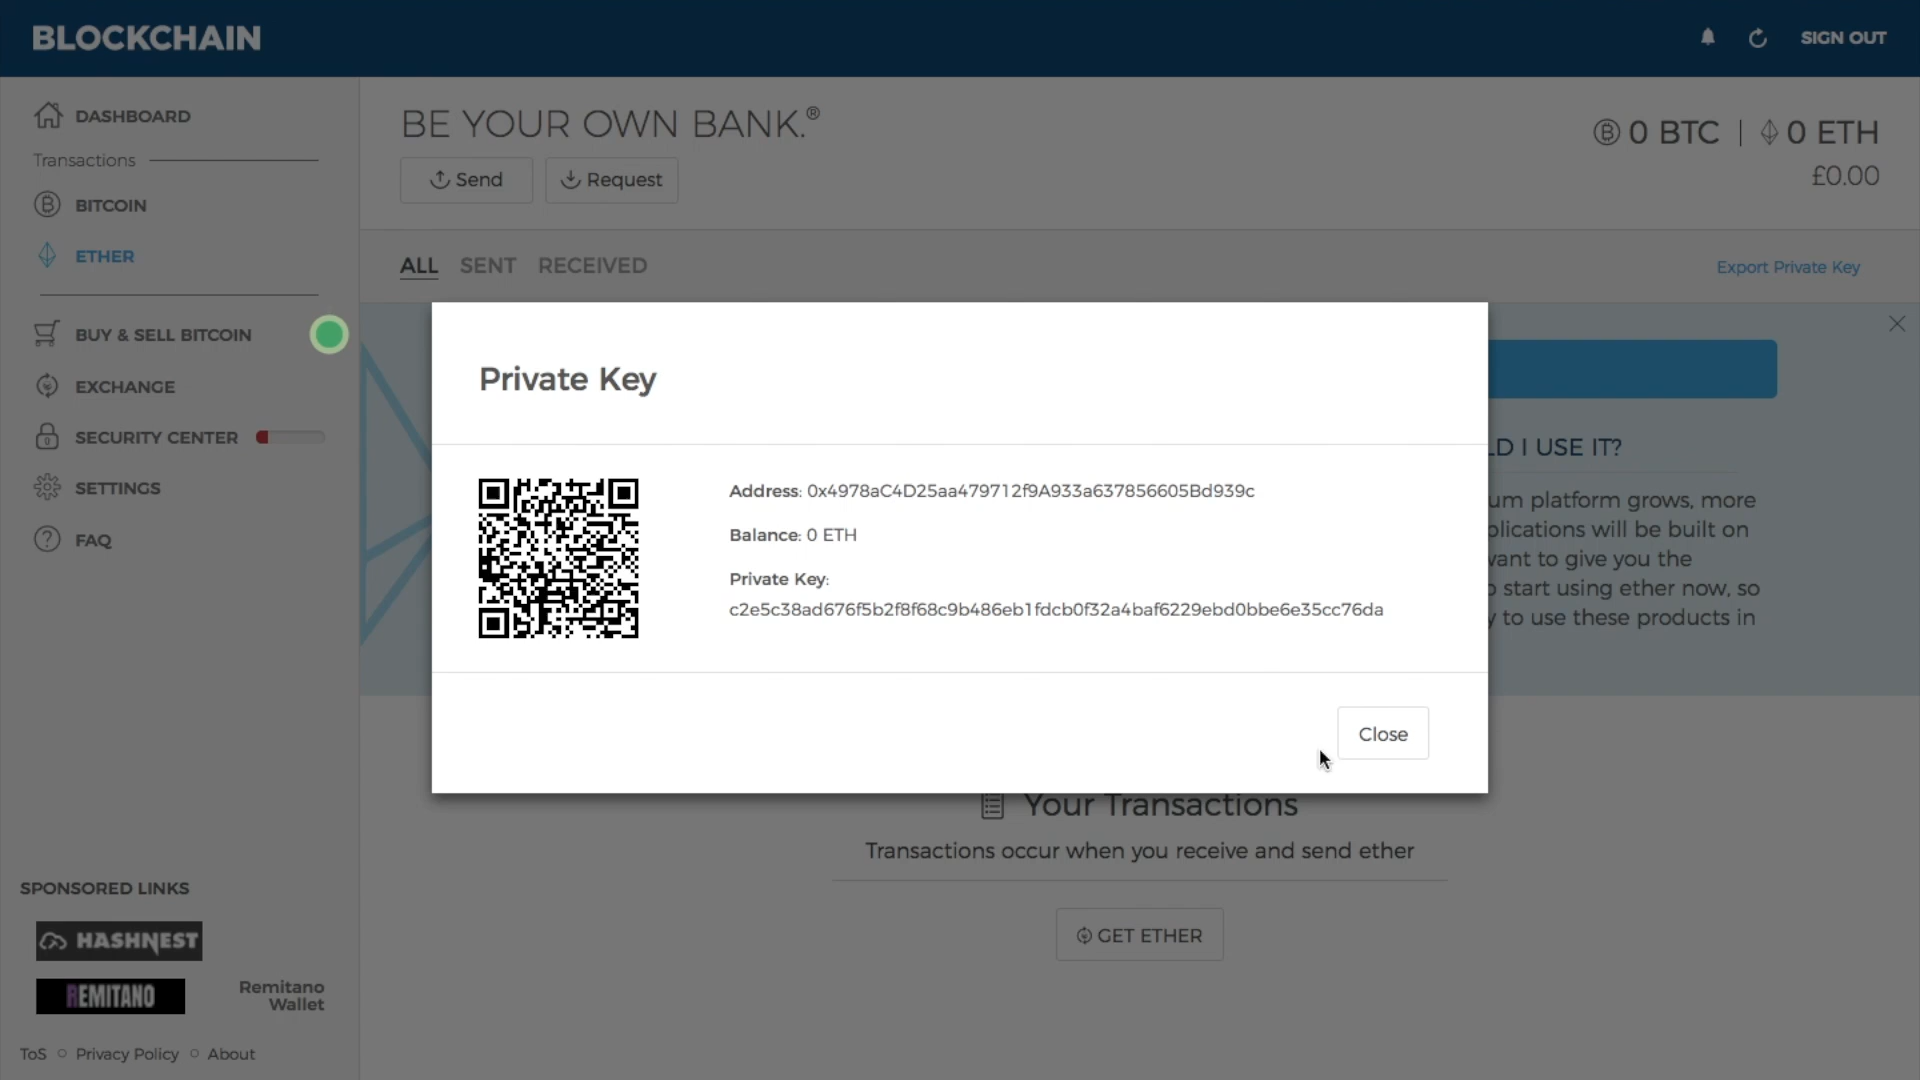 BLOCKCHAIN
SIGN OUT
DASHBOARD
Transactions
BITCOIN
ETHER
BUY & SELL BITCOIN
EXCHANGE
SECURITY CENTER
SETTINGS
FAQ
SPONSORED LINKS
HASHNEST
REMITANO
Remitano
Wallet
ToS
Privacy Policy
About
BE YOUR OWN BANK.®
Send
Request
0 BTC | 0 ETH
£0.00
ALL
SENT
RECEIVED
Export Private Key
Private Key
Address: 0x4978aC4D25aa479712f9A933a637856605Bd939c
Balance: 0 ETH
Private Key:
c2e5c38ad676f5b2f8f68c9b486eb1fdcb0f32a4baf6229ebd0bbe6e35cc76da
Close
LD I USE IT?
um platform grows, more
plications will be built on
want to give you the
o start using ether now, so
y to use these products in
Your Transactions
Transactions occur when you receive and send ether
GET ETHER